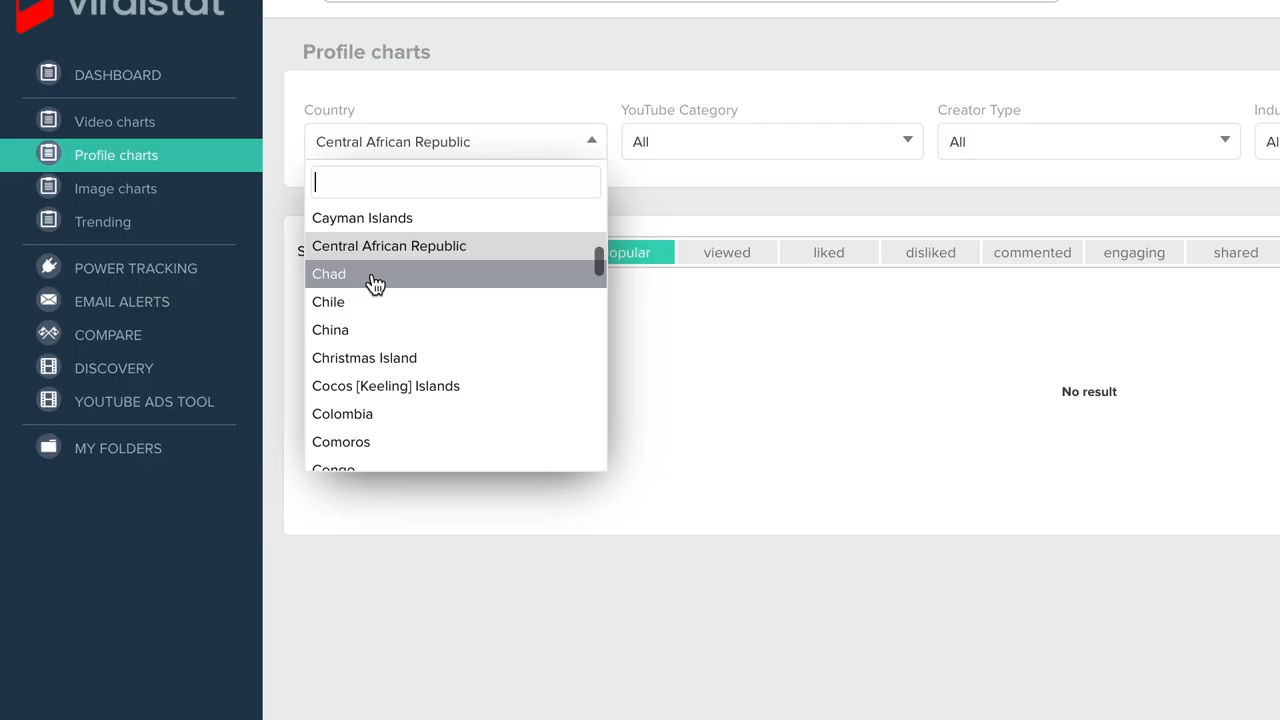 viralstat
Profile charts
DASHBOARD
Video charts
Profile charts
Image charts
Trending
POWER TRACKING
EMAIL ALERTS
COMPARE
DISCOVERY
YOUTUBE ADS TOOL
MY FOLDERS
Country
YouTube Category
Creator Type
Central African Republic
All
All
Cayman Islands
Central African Republic
Chad
Chile
China
Christmas Island
Cocos [Keeling] Islands
Colombia
Comoros
Congo
viewed
liked
disliked
commented
engaging
shared
No result